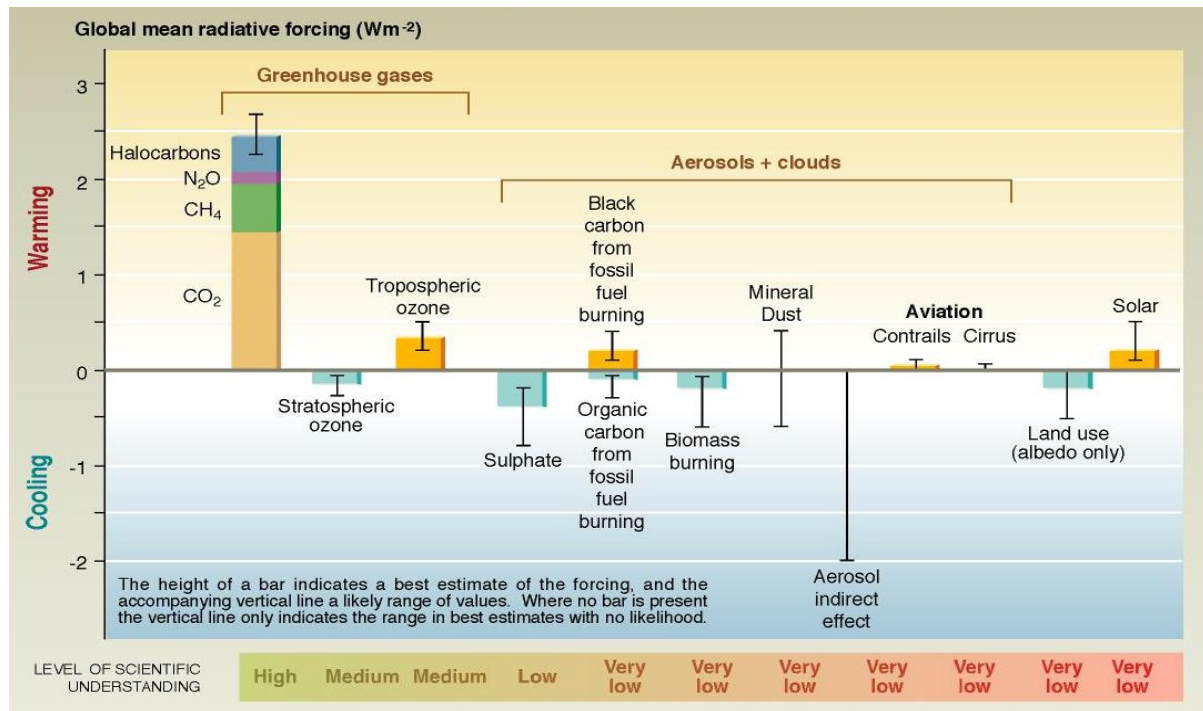 Global mean radiative forcing (Wm-2)
3
2
1
0
-1
-2
Warming
Cooling
Greenhouse gases
Halocarbons
N2O
CH4
CO2
Stratospheric
ozone
Tropospheric
ozone
Aerosols + clouds
Sulphate
Black
carbon
from
fossil
fuel
burning
Organic
carbon
from
fossil
fuel
burning
Biomass
burning
Mineral
Dust
Aerosol
indirect
effect
Aviation
Contrails Cirrus
Land use
(albedo only)
Solar
The height of a bar indicates a best estimate of the forcing, and the
accompanying vertical line a likely range of values. Where no bar is present
the vertical line only indicates the range in best estimates with no likelihood.
LEVEL OF SCIENTIFIC
UNDERSTANDING
High
Medium
Medium
Low
Very
low
Very
low
Very
low
Very
low
Very
low
Very
low
Very
low